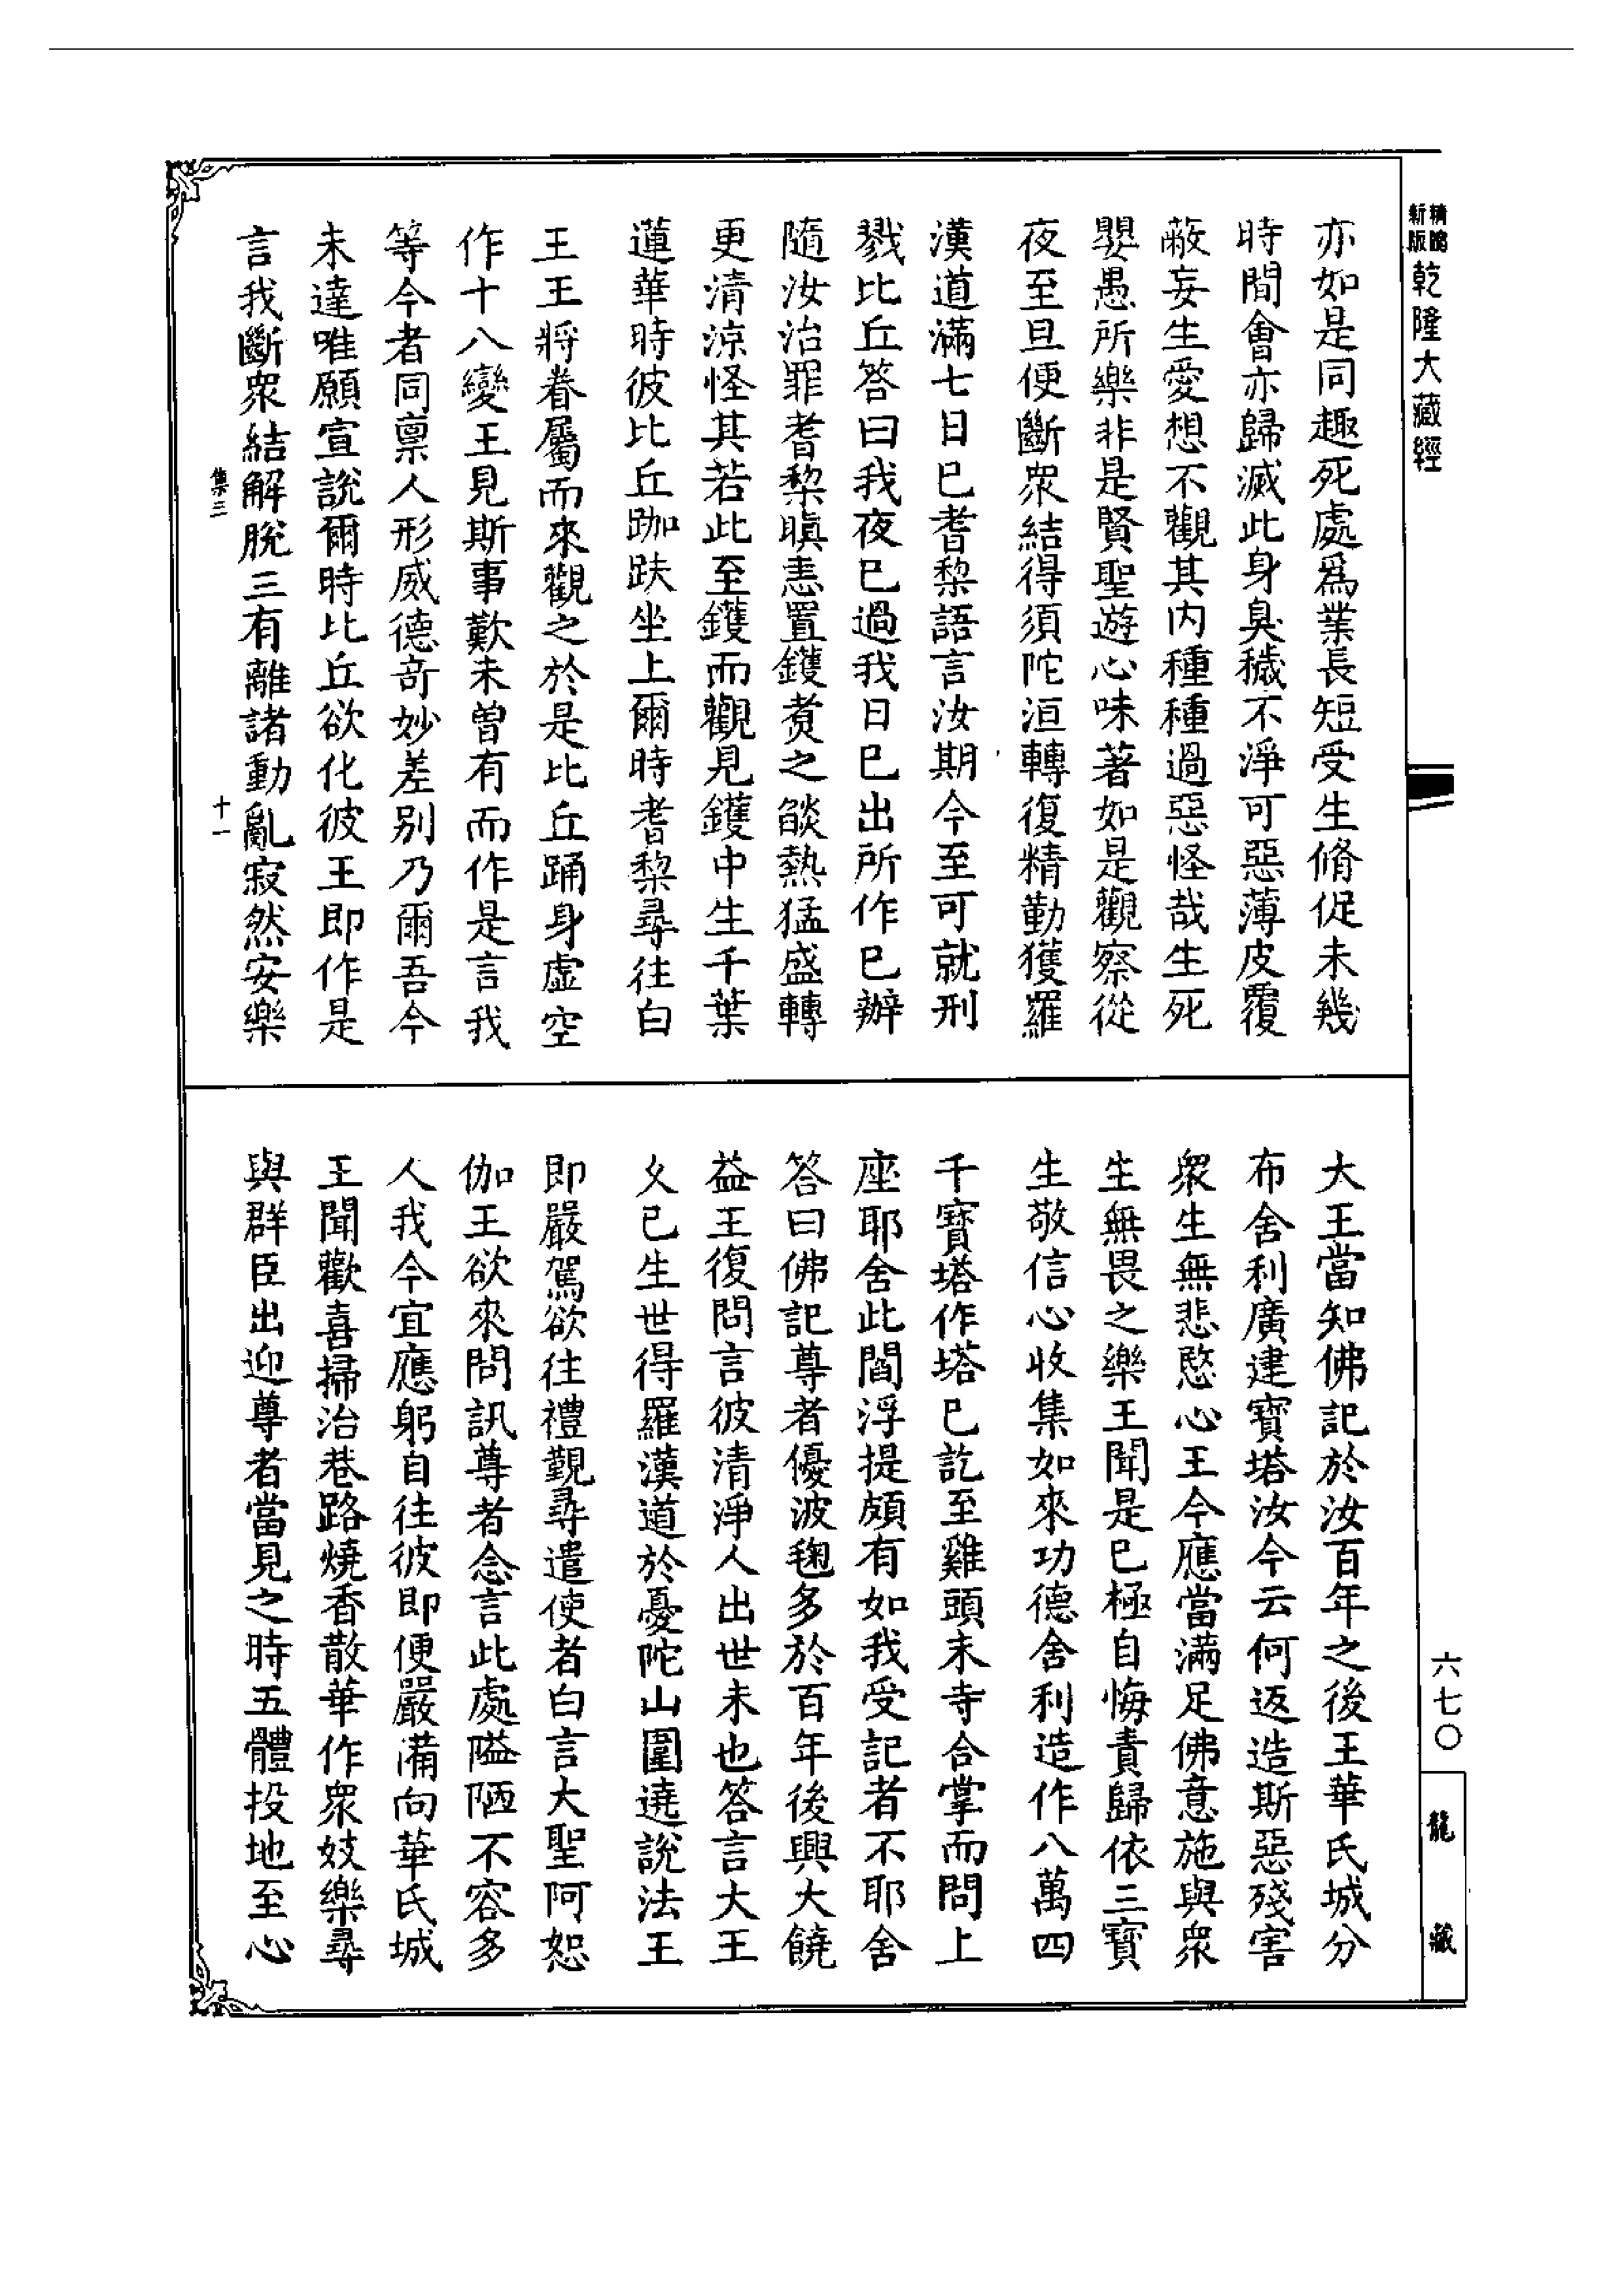 精鵰
新版
乾隆大藏經
亦如是同趣死處爲業長短受生脩促未幾
時間會亦歸滅此身臭穢不淨可惡薄皮覆
蔽妄生愛想不觀其内種種過惡怪哉生死
嬰愚所樂非是賢聖遊心味著如是觀察從
夜至旦便斷衆結得須陀洹轉復精勤獲羅
漢道滿七日已耆棃語言汝期今至可就刑
戮比丘答曰我夜已過我日已出所作已辦
隨汝治罪耆棃瞋恚置鑊煑之燄熱猛盛轉
更清涼怪其若此至鑊而觀見鑊中生千葉
蓮華時彼比丘跏趺坐上爾時耆棃尋往白
王王將眷屬而來觀之於是比丘踊身虛空
作十八變王見斯事歎未曾有而作是言我
等今者同禀人形威德奇妙差别乃爾吾今
未達唯願宣説爾時比丘欲化彼王即作是
言我斷衆結解脫三有離諸動亂寂然安樂
集三
十一
大王當知佛記於汝百年之後王華氏城分
布舍利廣建寶塔汝今云何返造斯惡殘害
衆生無悲愍心王今應當滿足佛意施與衆
生無畏之樂王聞是已極自悔責歸依三寶
生敬信心收集如來功德舍利造作八萬四
千寶塔作塔已訖至雞頭末寺合掌而問上
座耶舍此閻浮提頗有如我受記者不耶舍
答曰佛記尊者優波毱多於百年後興大饒
益王復問言彼清淨人出世未也答言大王
久已生世得羅漢道於憂陀山圍遶説法王
即嚴駕欲往禮覲尋遣使者白言大聖阿恕
伽王欲來問訊尊者念言此處隘陋不容多
人我今宜應躬自往彼即便嚴備向華氏城
王聞歡喜掃治巷路燒香散華作衆妓樂尋
與群臣出迎尊者當見之時五體投地至心
六七〇
龍藏